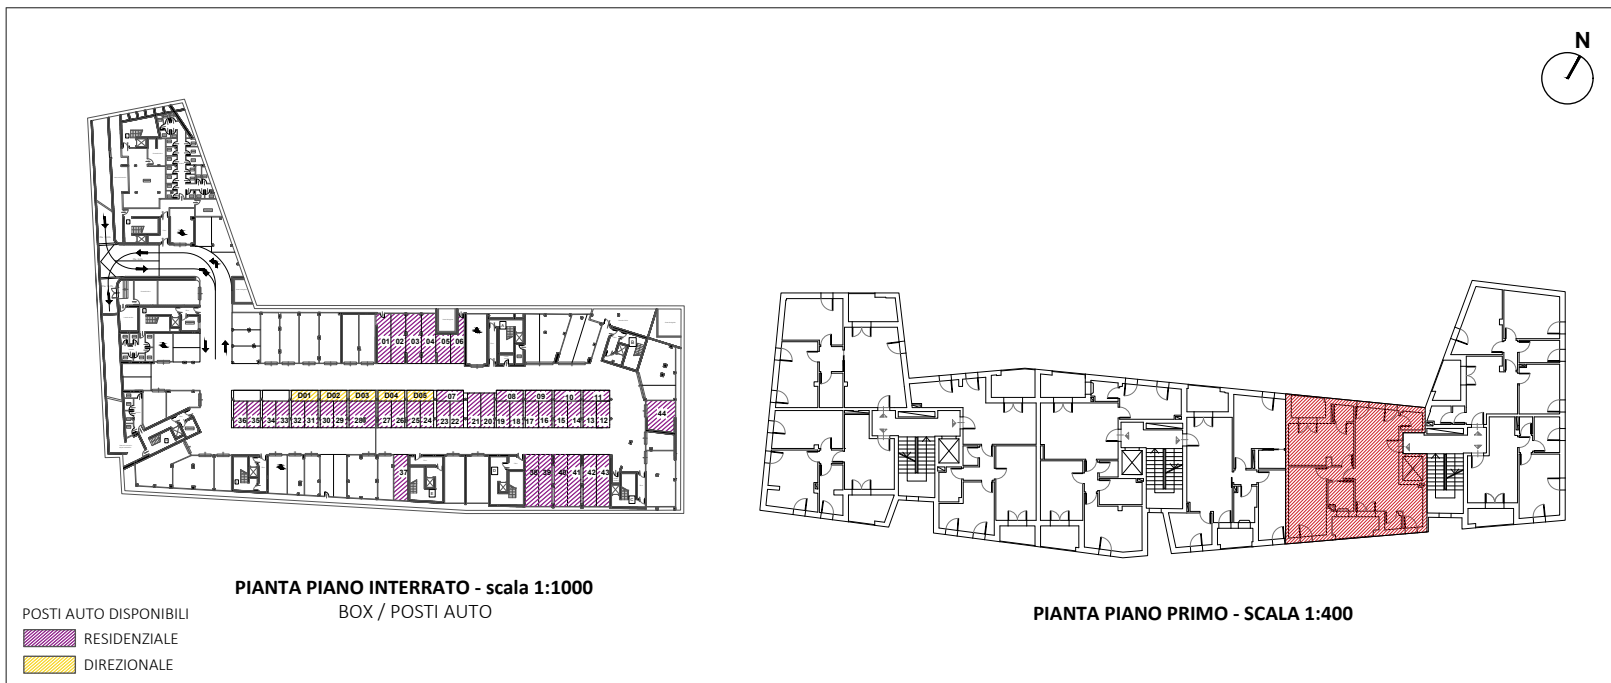 N
01 02 03 04 05 06
D01 D02 D03 D04 D05 07 08 09 10 11
36 35 34 33 32 31 30 29 28 27 26 25 24 23 22 21 20 19 18 17 16 15 14 13 12
44
37 38 39 40 41 42 43
PIANTA PIANO INTERRATO - scala 1:1000
BOX / POSTI AUTO
PIANTA PIANO PRIMO - SCALA 1:400
POSTI AUTO DISPONIBILI
RESIDENZIALE
DIREZIONALE